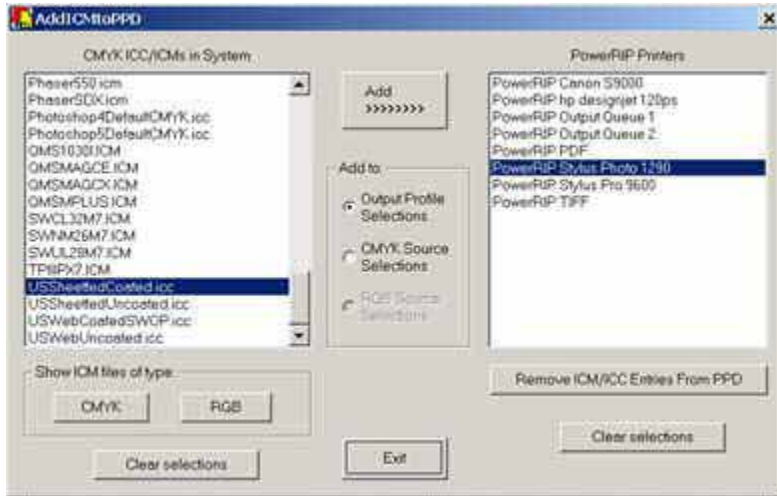 AddICMtoPPD
CMYK ICC/ICMs in System
Phaser550.icm
PhaserSDX.icm
Photoshop4DefaultCMYK.icc
Photoshop5DefaultCMYK.icc
QMS1030I.ICM
QMSMAGCE.ICM
QMSMAGCX.ICM
QMSMPLUS.ICM
SWCL32M7.ICM
SWNM26M7.ICM
SWUL29M7.ICM
USSheetfedCoated.icc
USSheetfedUncoated.icc
USWebCoatedSWOP.icc
USWebUncoated.icc
Show ICM files of type
CMYK
RGB
Clear selections
Add
>>>>>>>>
Add to
Output Profile
Selections
CMYK Source
Selections
RGB Source
Selections
Exit
PowerRIP Printers
PowerRIP Canon S9000
PowerRIP hp designjet 120ps
PowerRIP Output Queue 1
PowerRIP Output Queue 2
PowerRIP PDF
PowerRIP Stylus Photo 1290
PowerRIP Stylus Pro 9600
PowerRIP TIFF
Remove ICM/ICC Entries From PPD
Clear selections